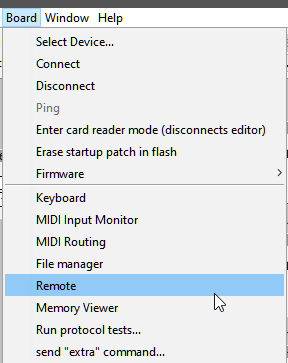 Board Window Help
Select Device...
Connect
Disconnect
Ping
Enter card reader mode (disconnects editor)
Erase startup patch in flash
Firmware
Keyboard
MIDI Input Monitor
MIDI Routing
File manager
Remote
Memory Viewer
Run protocol tests...
send "extra" command...